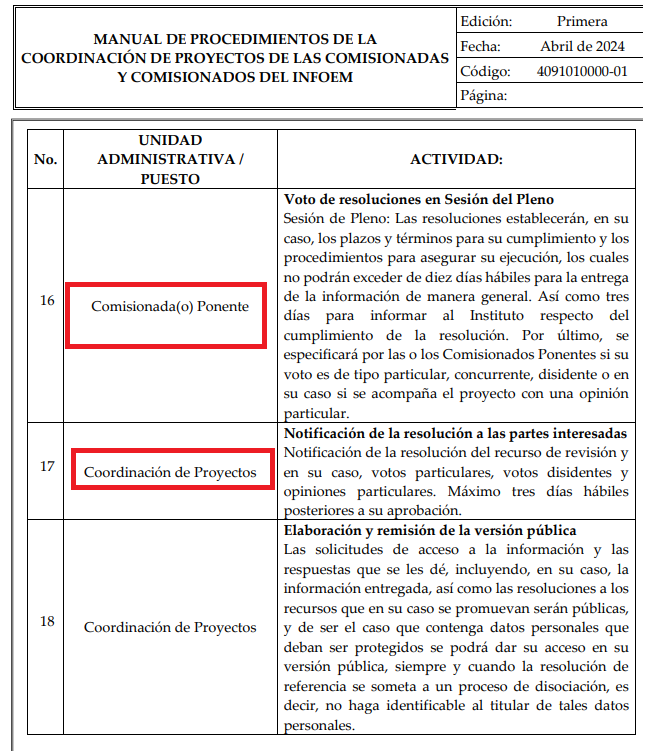 MANUAL DE PROCEDIMIENTOS DE LA
COORDINACIÓN DE PROYECTOS DE LAS COMISIONADAS
Y COMISIONADOS DEL INFOEM
Edición: Primera
Fecha: Abril de 2024
Código: 4091010000-01
Página:
No.
UNIDAD
ADMINISTRATIVA /
PUESTO
ACTIVIDAD:
16
Comisionada(o) Ponente
Voto de resoluciones en Sesión del Pleno
Sesión de Pleno: Las resoluciones establecerán, en su
caso, los plazos y términos para su cumplimiento y los
procedimientos para asegurar su ejecución, los cuales
no podrán exceder de diez días hábiles para la entrega
de la información de manera general. Así como tres
días para informar al Instituto respecto del
cumplimiento de la resolución. Por último, se
especificará por las o los Comisionados Ponentes si su
voto es de tipo particular, concurrente, disidente o en
su caso si se acompaña el proyecto con una opinión
particular.
17
Coordinación de Proyectos
Notificación de la resolución a las partes interesadas
Notificación de la resolución del recurso de revisión y
en su caso, votos particulares, votos disidentes y
opiniones particulares. Máximo tres días hábiles
posteriores a su aprobación.
18
Coordinación de Proyectos
Elaboración y remisión de la versión pública
Las solicitudes de acceso a la información y las
respuestas que se les dé, incluyendo, en su caso, la
información entregada, así como las resoluciones a los
recursos que en su caso se promuevan serán públicas,
y de ser el caso que contenga datos personales que
deban ser protegidos se podrá dar su acceso en su
versión pública, siempre y cuando la resolución de
referencia se someta a un proceso de disociación, es
decir, no haga identificable al titular de tales datos
personales.